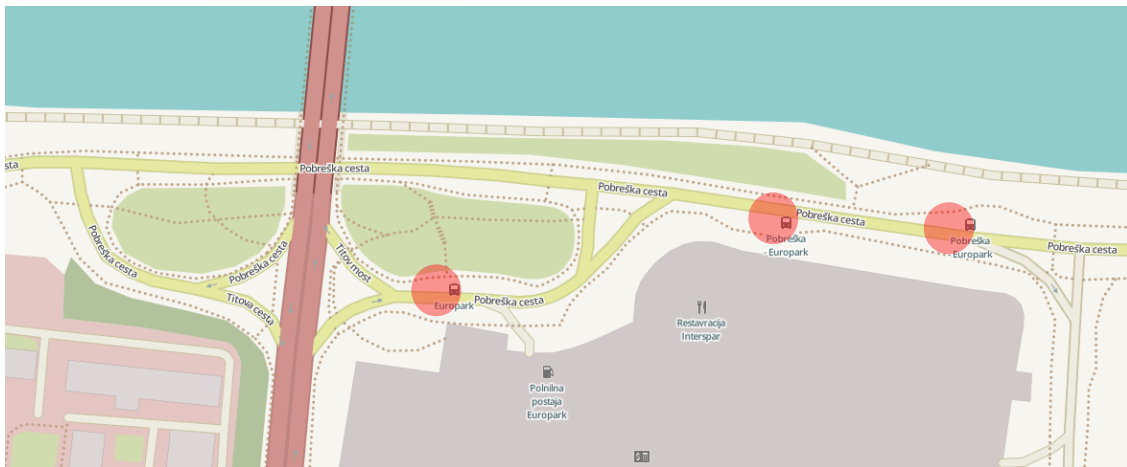 sta
Pobreška cesta
Pobreška cesta
Pobreška cesta
Pobreška
- Europark
Pobreška
Europark
Pobreška cesta
Pobreška cesta
Pobreška cesta
Titov most
Titova cesta
Europark
Pobreška cesta
Restavracija
Interspar
Polnilna
postaja
Europark